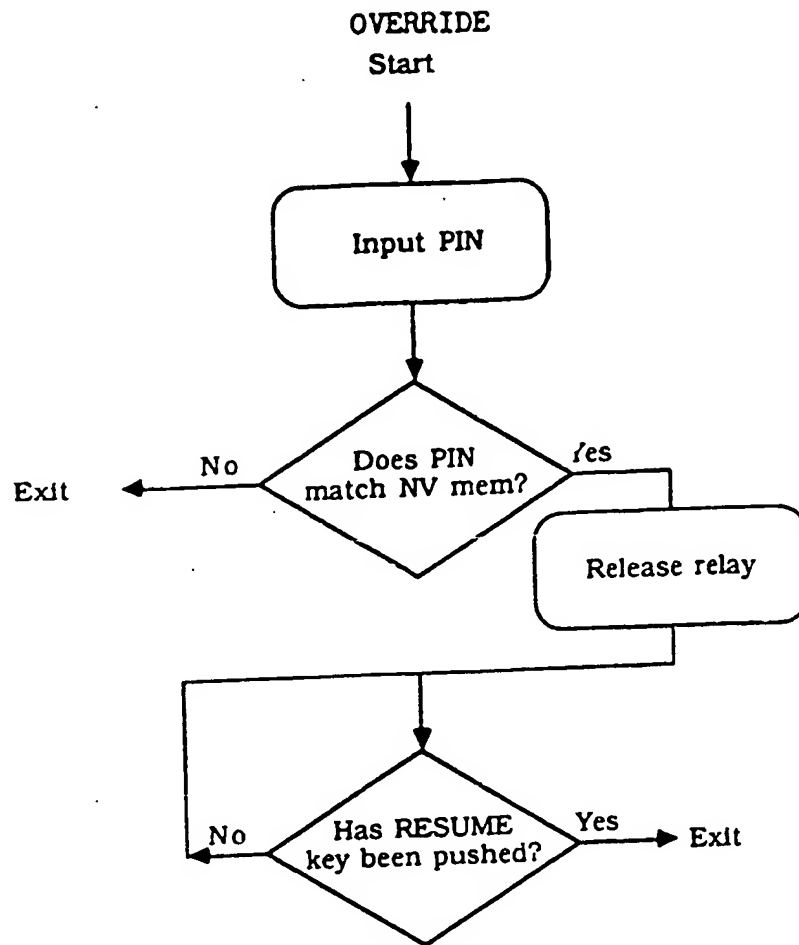 OVERRIDE
Start
Input PIN
Does PIN
match NV mem?
No
Yes
Exit
Release relay
Has RESUME
key been pushed?
No
Yes
Exit